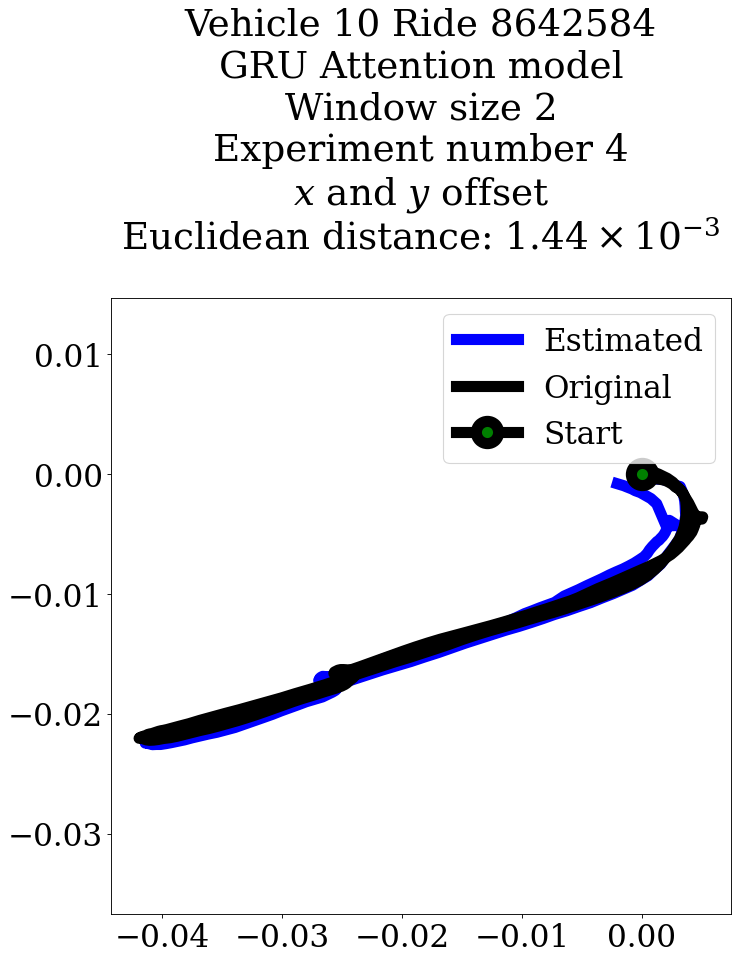 Vehicle 10 Ride 8642584
GRU Attention model
Window size 2
Experiment number 4
x and y offset
Euclidean distance: 1.44 × 10⁻³
Estimated
Original
Start
0.01
0.00
−0.01
−0.02
−0.03
−0.04 −0.03 −0.02 −0.01 0.00